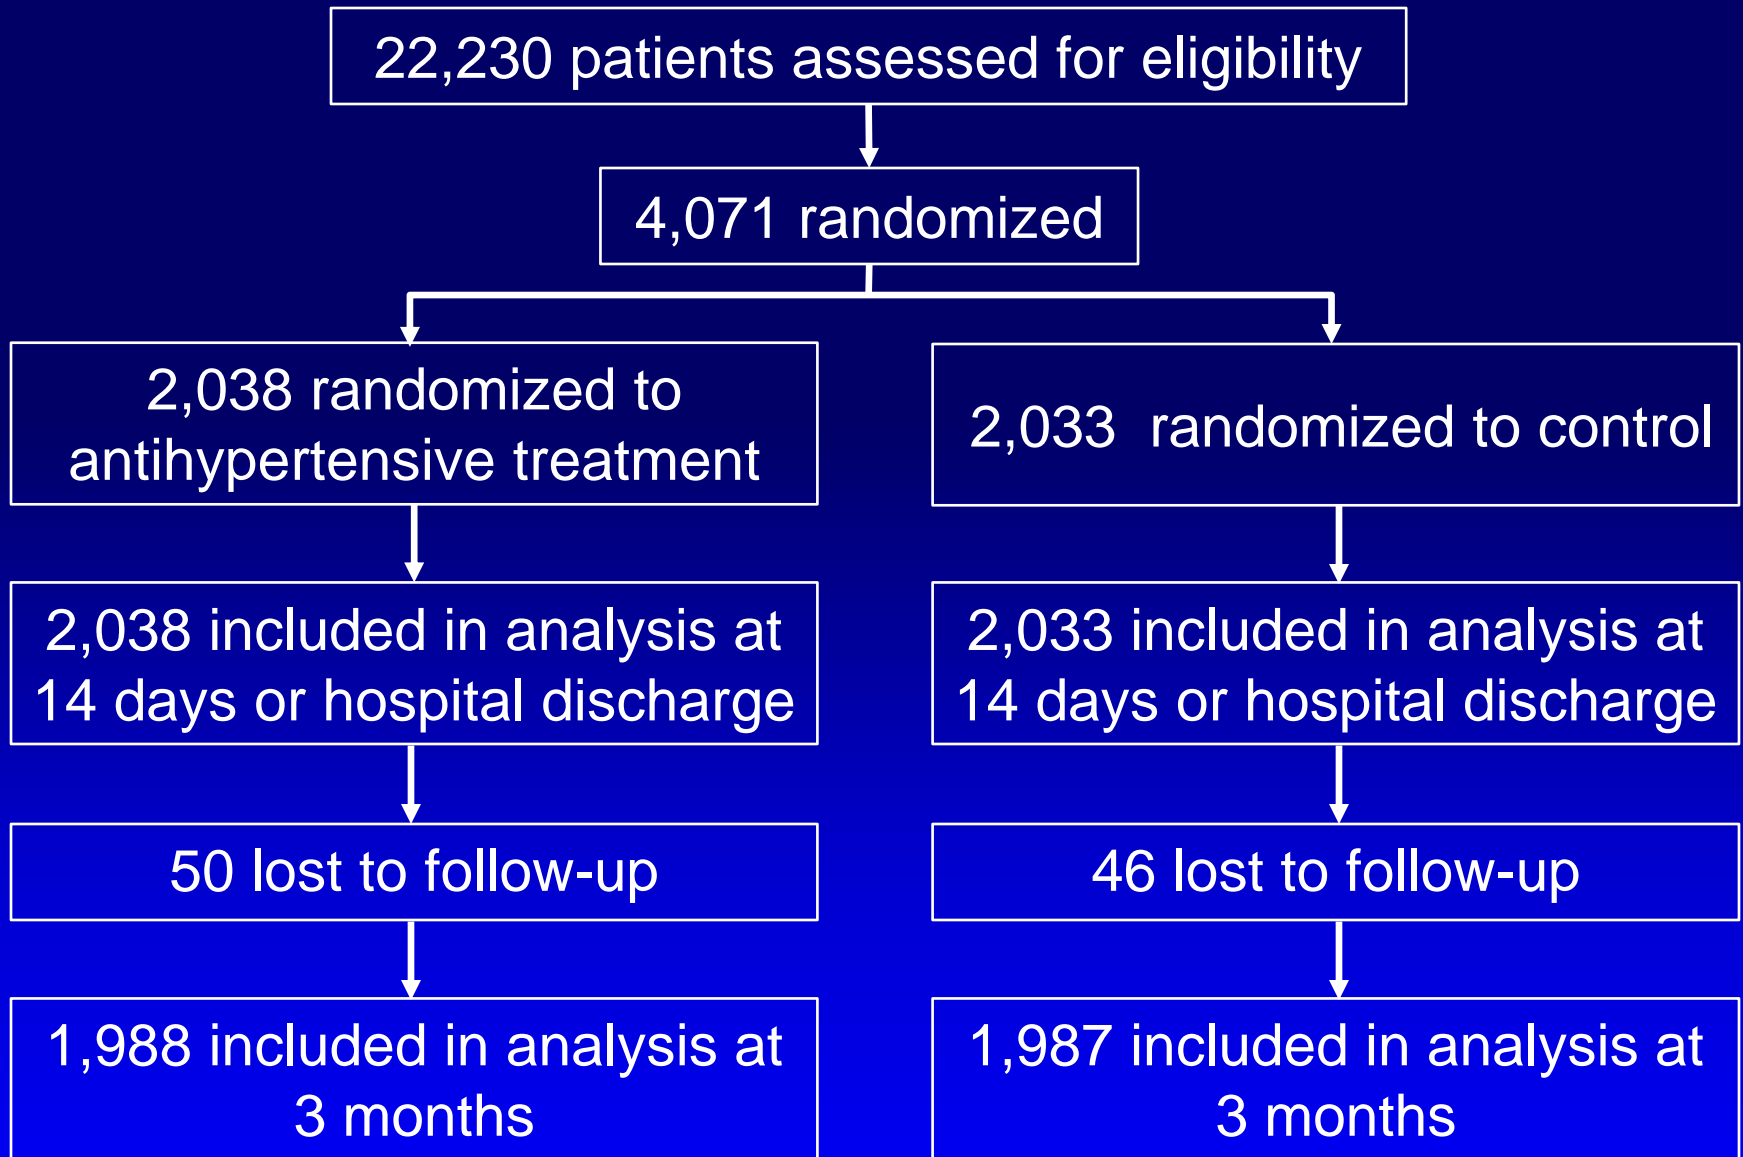 22,230 patients assessed for eligibility
4,071 randomized
2,038 randomized to
antihypertensive treatment
2,033  randomized to control
2,038 included in analysis at
14 days or hospital discharge
2,033 included in analysis at
14 days or hospital discharge
50 lost to follow-up
46 lost to follow-up
1,988 included in analysis at
3 months
1,987 included in analysis at
3 months